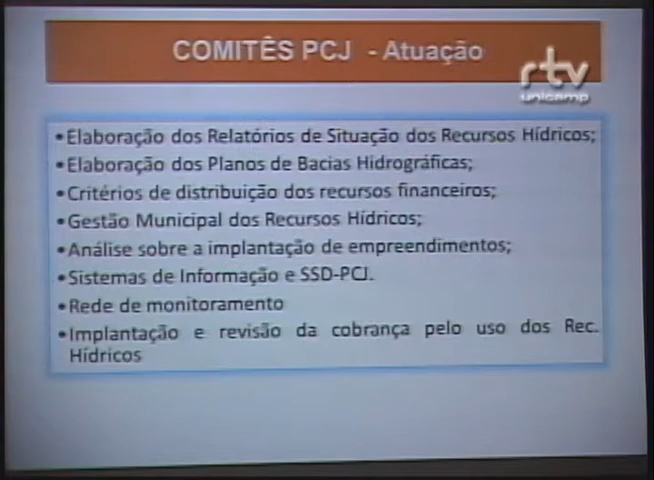 COMITÊS PCJ - Atuação
rtv
unicamp
•Elaboração dos Relatórios de Situação dos Recursos Hídricos;
•Elaboração dos Planos de Bacias Hidrográficas;
•Critérios de distribuição dos recursos financeiros;
•Gestão Municipal dos Recursos Hídricos;
•Análise sobre a implantação de empreendimentos;
•Sistemas de Informação e SSD-PCJ.
•Rede de monitoramento
•Implantação e revisão da cobrança pelo uso dos Rec.
Hídricos